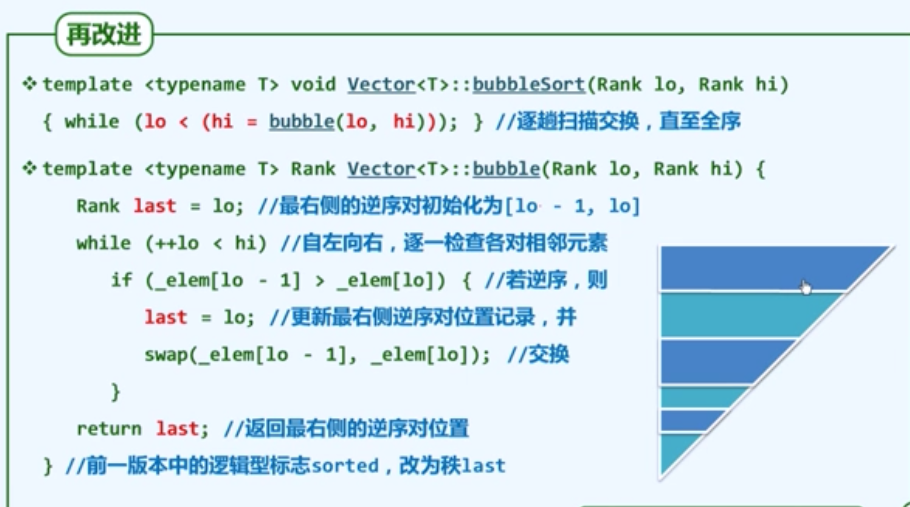 再改进
❖ template <typename T> void Vector<T>::bubbleSort(Rank lo, Rank hi)
{ while (lo < (hi = bubble(lo, hi))); } //逐趟扫描交换，直至全序
❖ template <typename T> Rank Vector<T>::bubble(Rank lo, Rank hi) {
Rank last = lo; //最右侧的逆序对初始化为[lo - 1, lo]
while (++lo < hi) //自左向右，逐一检查各对相邻元素
if (_elem[lo - 1] > _elem[lo]) { //若逆序，则
last = lo; //更新最右侧逆序对位置记录，并
swap(_elem[lo - 1], _elem[lo]); //交换
}
return last; //返回最右侧的逆序对位置
} //前一版本中的逻辑型标志sorted，改为秩last